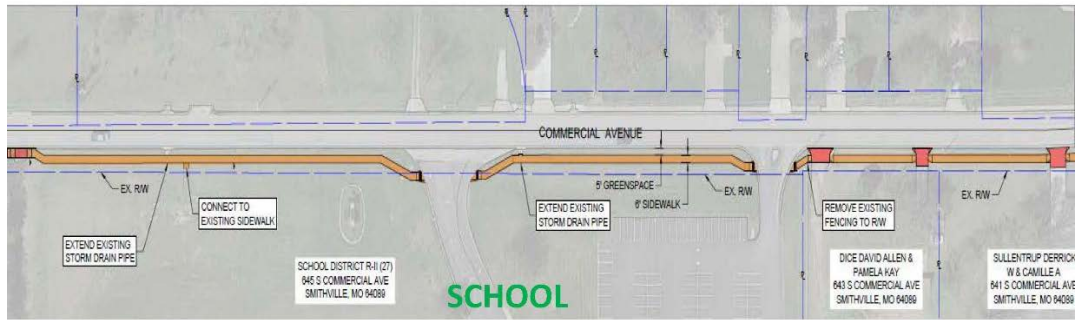 COMMERCIAL AVENUE
EX. R/W
CONNECT TO
EXISTING SIDEWALK
EXTEND EXISTING
STORM DRAIN PIPE
SCHOOL DISTRICT R-II (27)
645 S COMMERCIAL AVE
SMITHVILLE, MO 64089
SCHOOL
EXTEND EXISTING
STORM DRAIN PIPE
5' GREENSPACE
6' SIDEWALK
EX. R/W
REMOVE EXISTING
FENCING TO R/W
DICE DAVID ALLEN &
PAMELA KAY
643 S COMMERCIAL AVE
SMITHVILLE, MO 64089
EX. R/W
SULLENTRUP DERRICK
W & CAMILLE A
641 S COMMERCIAL AVE
SMITHVILLE, MO 64089